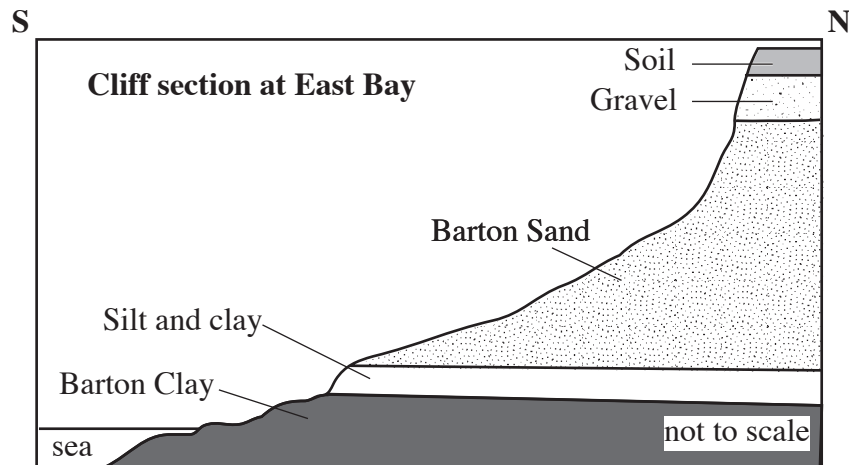 S
N
Cliff section at East Bay
Soil
Gravel
Barton Sand
Silt and clay
Barton Clay
not to scale
sea